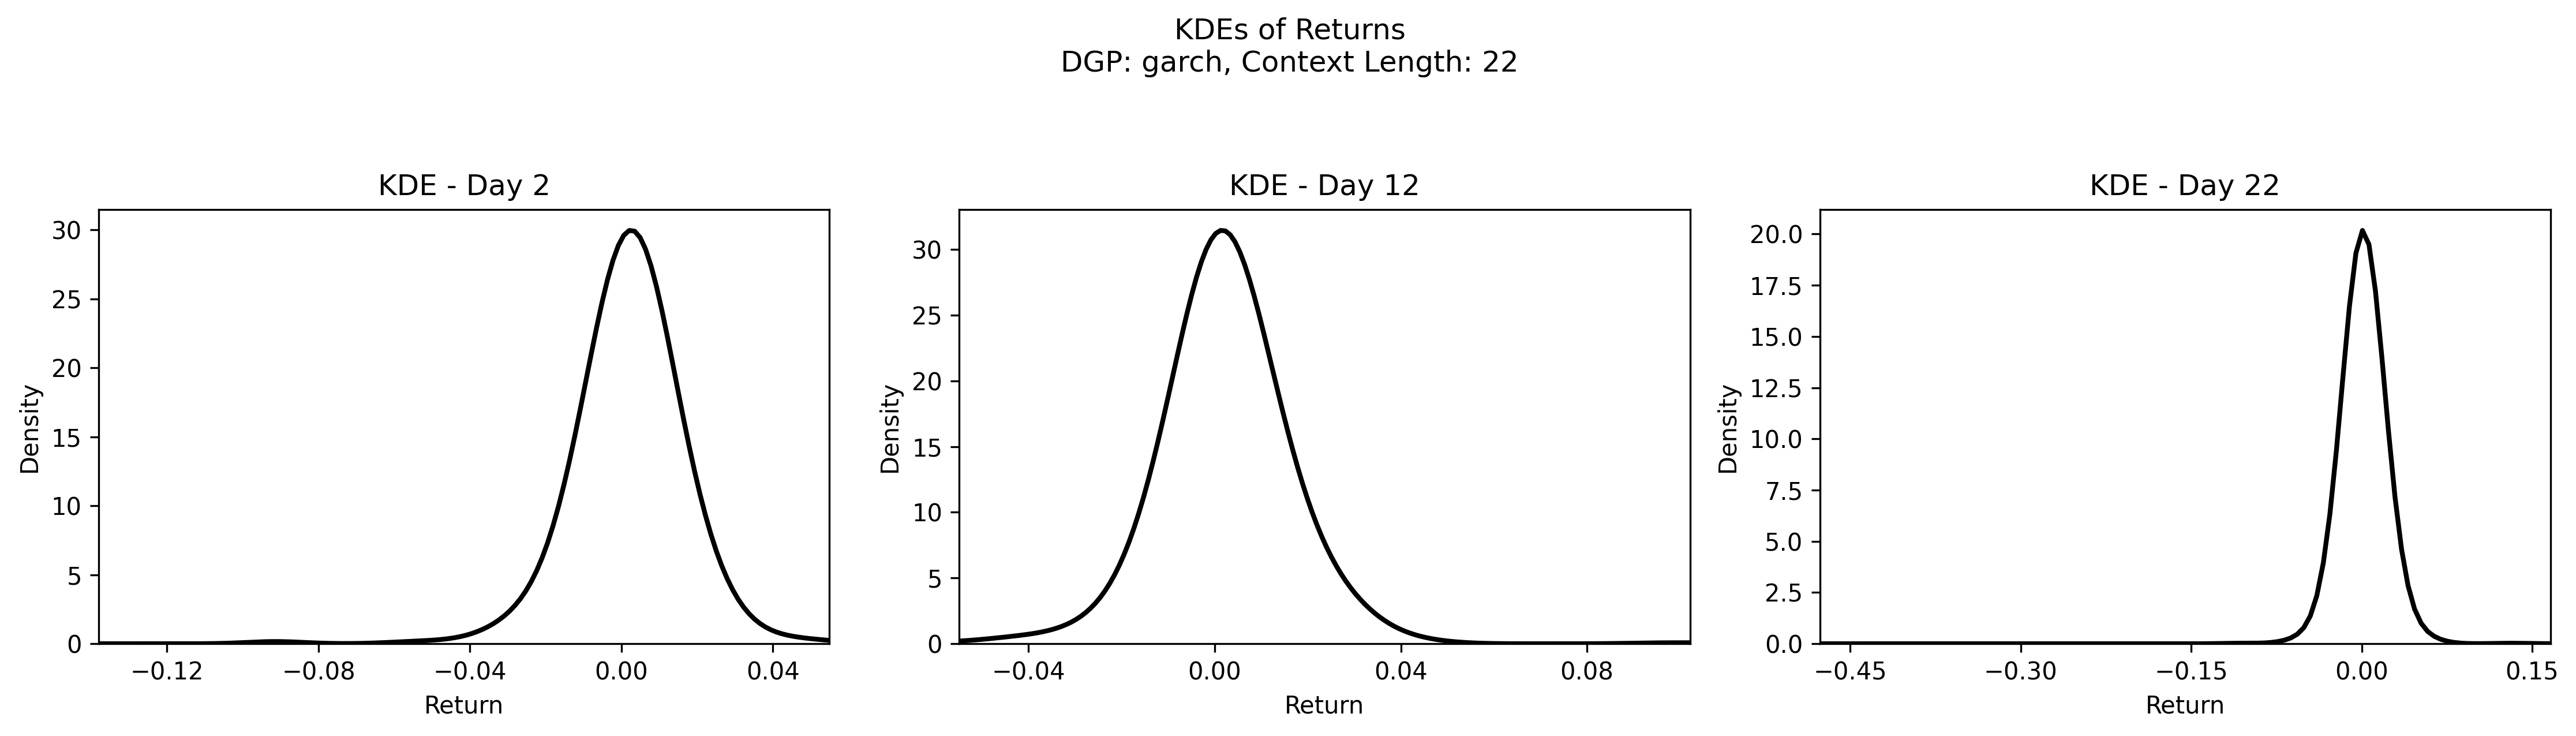 KDEs of Returns
DGP: garch, Context Length: 22
KDE - Day 2
30
25
20
15
10
5
0
Density
−0.12 −0.08 −0.04 0.00 0.04
Return
KDE - Day 12
30
25
20
15
10
5
0
Density
−0.04 0.00 0.04 0.08
Return
KDE - Day 22
20.0
17.5
15.0
12.5
10.0
7.5
5.0
2.5
0.0
Density
−0.45 −0.30 −0.15 0.00 0.15
Return